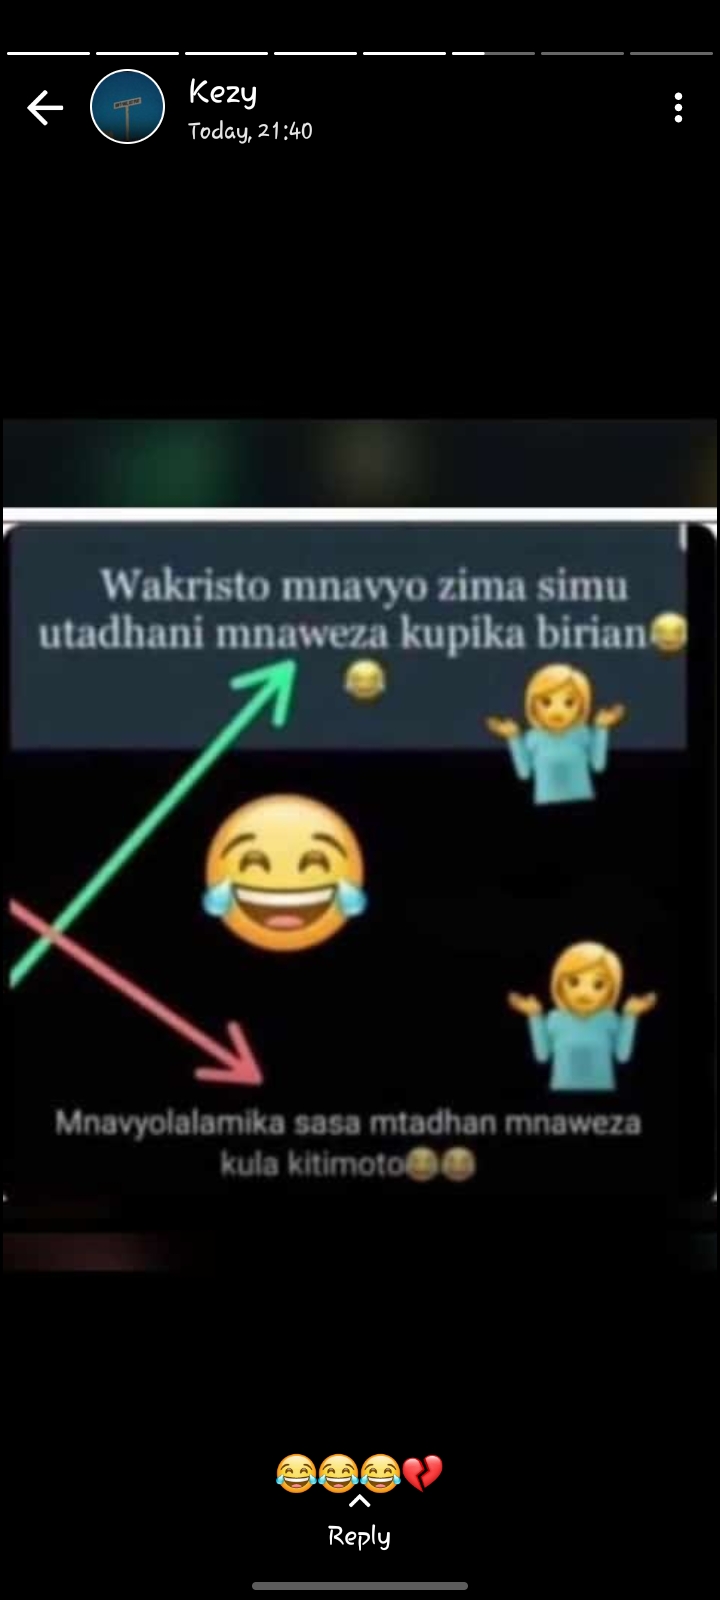 Kezy
Today, 21:40
Wakristo mnavyo zima simu
utadhani mnaweza kupika birian😂
😂
Mnavyolalamika sasa mtadhan mnaweza
kula kitimoto😂😂
😂😂😂💔
Reply